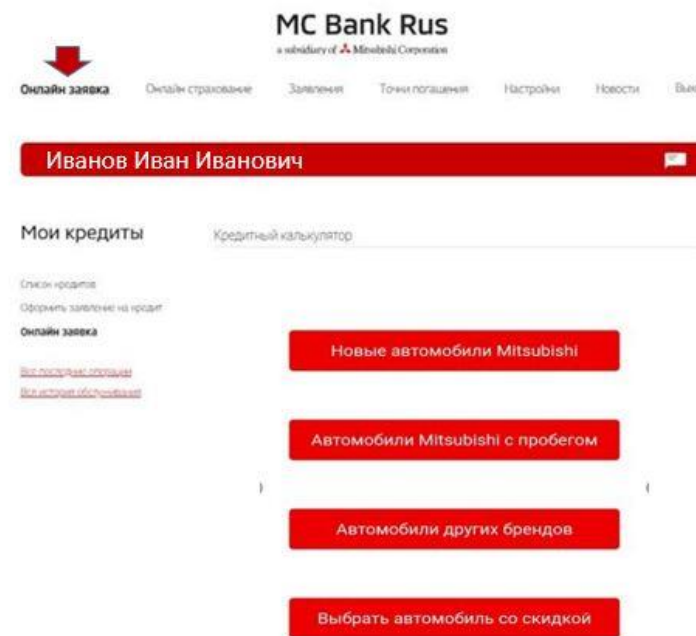 MC Bank Rus
a subsidiary of Mitsubishi Corporation
Онлайн заявка Онлайн страхование Заявления Точки погашения Настройки Новости
Иванов Иван Иванович
Мои кредиты Кредитный калькулятор
Список кредитов
Оформить заявление на кредит
Онлайн заявка
Все последние операции
Вся история обслуживания
Новые автомобили Mitsubishi
Автомобили Mitsubishi с пробегом
Автомобили других брендов
Выбрать автомобиль со скидкой